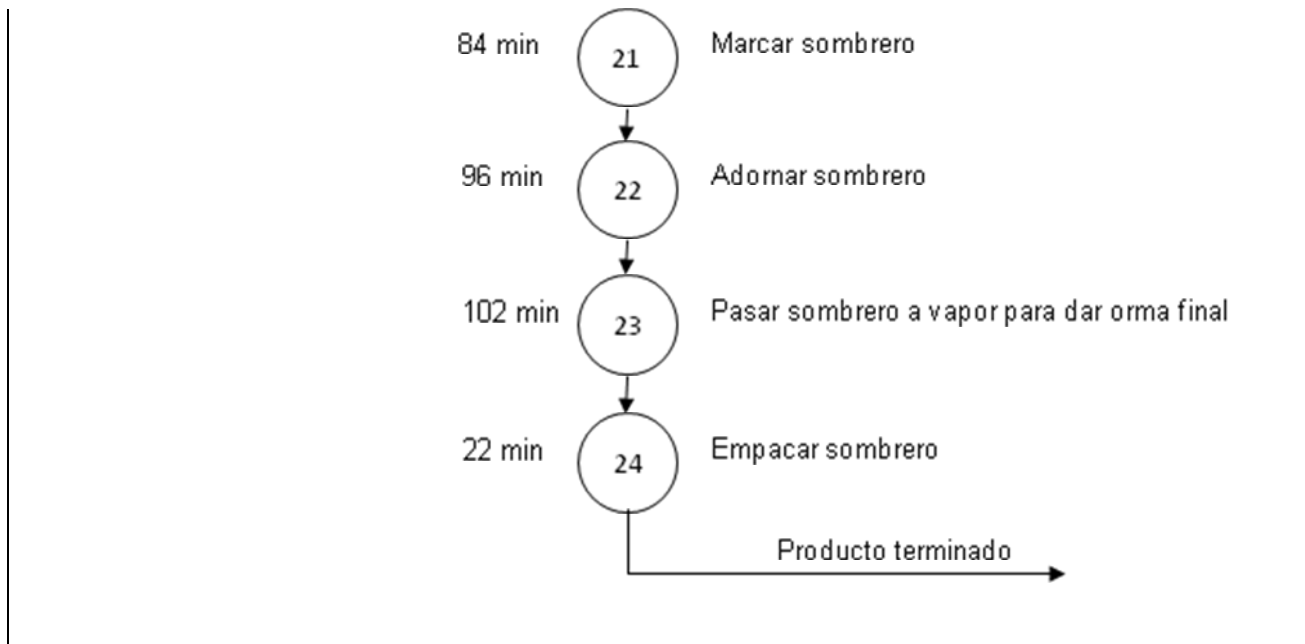 84 min 21 Marcar sombrero
96 min 22 Adornar sombrero
102 min 23 Pasar sombrero a vapor para dar orma final
22 min 24 Empacar sombrero
Producto terminado